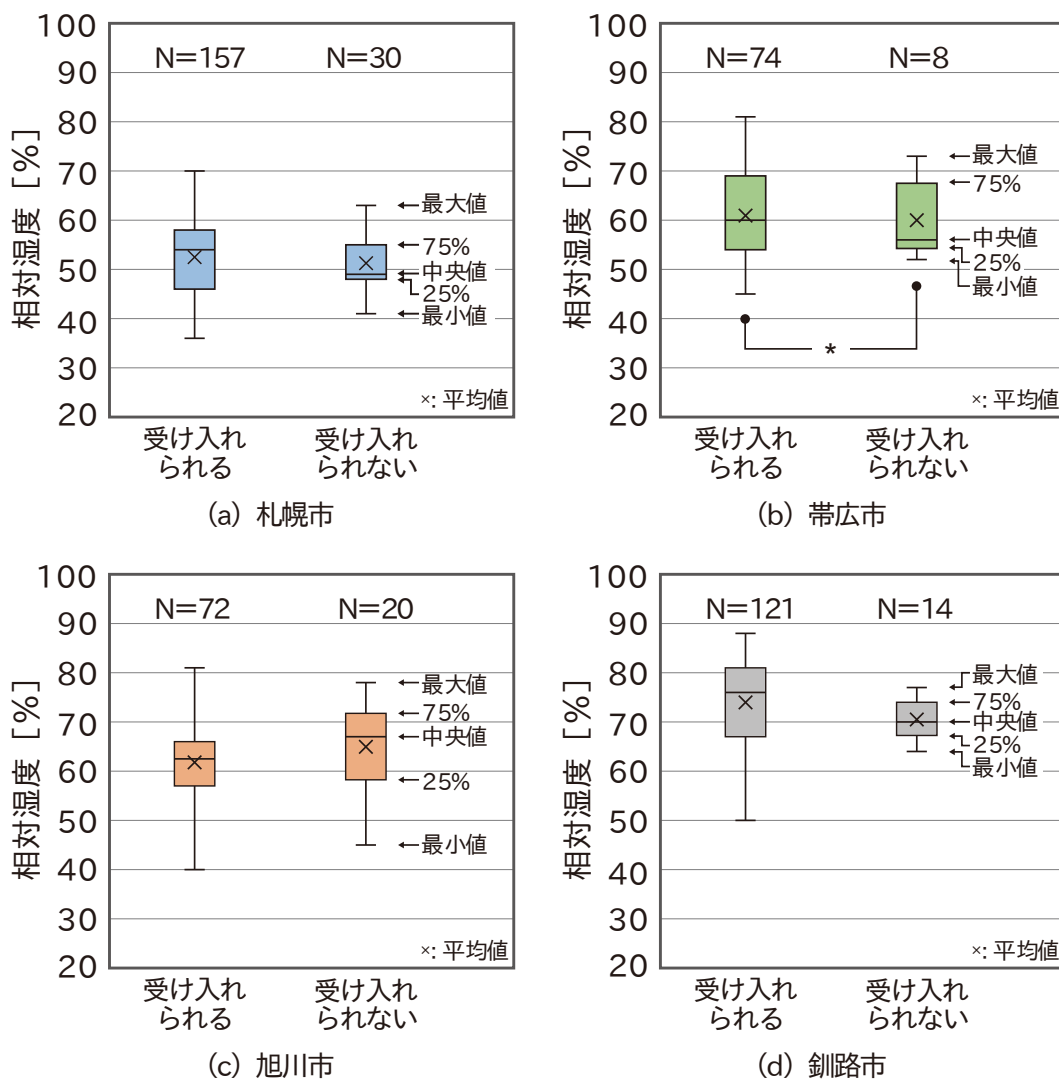 100
90
80
70
60
50
40
30
20
相対湿度 [%]
N=157
N=30
最大値
75%
中央値
25%
最小値
×: 平均値
受け入れ
られる
受け入れ
られない
(a) 札幌市
100
90
80
70
60
50
40
30
20
相対湿度 [%]
N=74
N=8
最大値
75%
中央値
25%
最小値
*
×: 平均値
受け入れ
られる
受け入れ
られない
(b) 帯広市
100
90
80
70
60
50
40
30
20
相対湿度 [%]
N=72
N=20
最大値
75%
中央値
25%
最小値
×: 平均値
受け入れ
られる
受け入れ
られない
(c) 旭川市
100
90
80
70
60
50
40
30
20
相対湿度 [%]
N=121
N=14
最大値
75%
中央値
25%
最小値
×: 平均値
受け入れ
られる
受け入れ
られない
(d) 釧路市